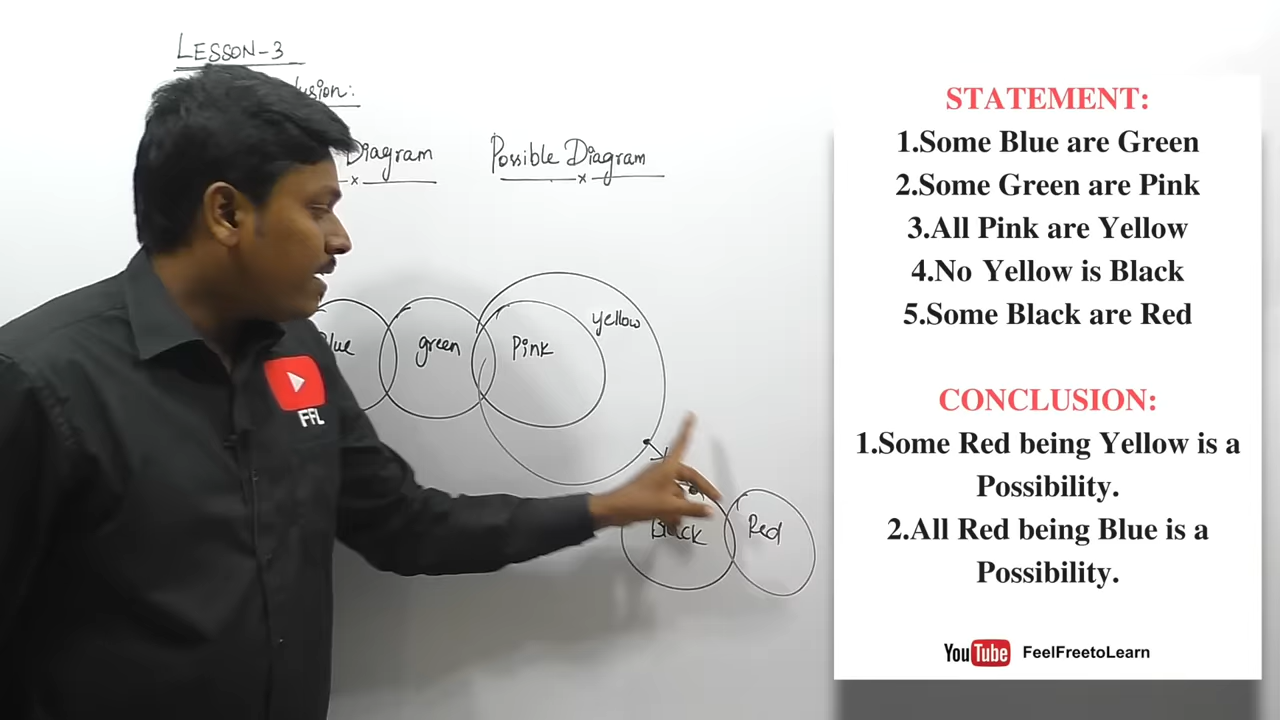 LESSON-3
usion:
Diagram
Possible Diagram
Blue
green
Pink
yellow
Black
Red
FFL
STATEMENT:
1.Some Blue are Green
2.Some Green are Pink
3.All Pink are Yellow
4.No Yellow is Black
5.Some Black are Red
CONCLUSION:
1.Some Red being Yellow is a
Possibility.
2.All Red being Blue is a
Possibility.
YouTube FeelFreetoLearn